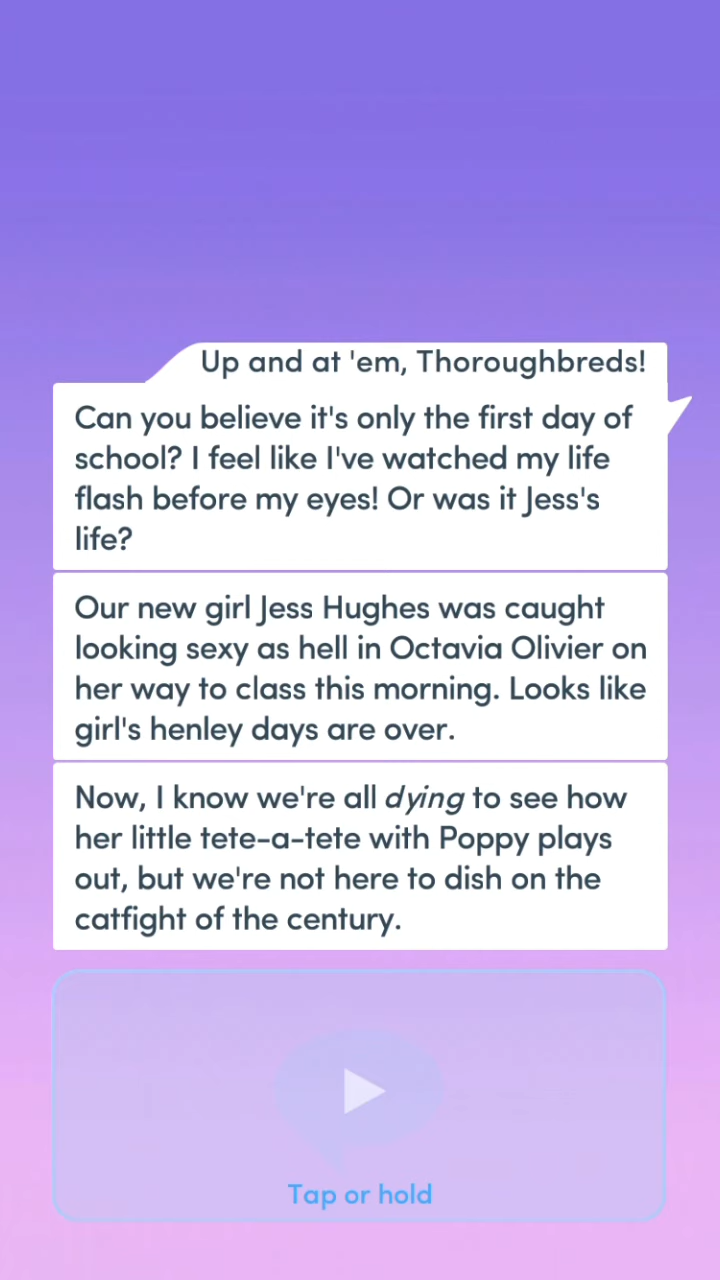 Up and at 'em, Thoroughbreds!
Can you believe it's only the first day of
school? I feel like I've watched my life
flash before my eyes! Or was it Jess's
life?
Our new girl Jess Hughes was caught
looking sexy as hell in Octavia Olivier on
her way to class this morning. Looks like
girl's henley days are over.
Now, I know we're all dying to see how
her little tete-a-tete with Poppy plays
out, but we're not here to dish on the
catfight of the century.
Tap or hold